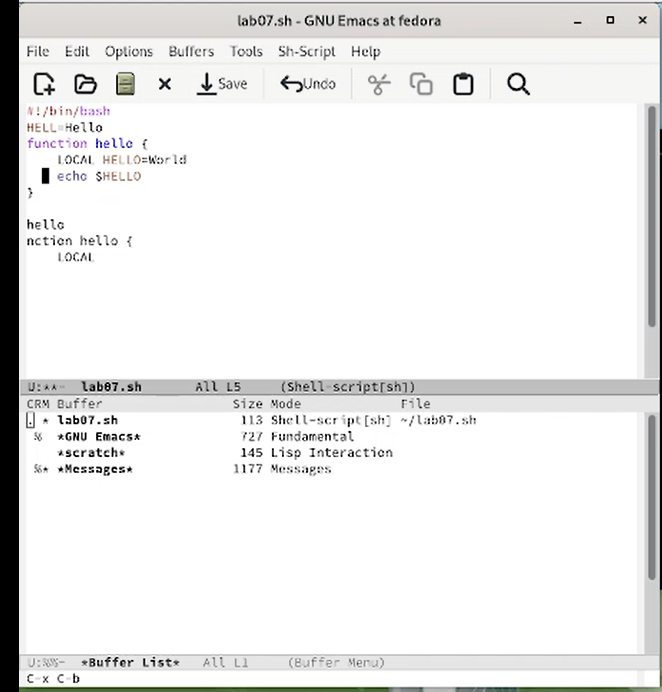 lab07.sh - GNU Emacs at fedora
File Edit Options Buffers Tools Sh-Script Help
Save Undo
#!/bin/bash
HELL=Hello
function hello {
    LOCAL HELLO=World
    echo $HELLO
}
hello
nction hello {
    LOCAL
U:**-  lab07.sh       All L5     (Shell-script[sh])
CRM Buffer                 Size Mode             File
. * lab07.sh                113 Shell-script[sh] ~/lab07.sh
 %  *GNU Emacs*             727 Fundamental
    *scratch*               145 Lisp Interaction
 %* *Messages*             1177 Messages
U:%%-  *Buffer List*   All L1     (Buffer Menu)
C-x C-b